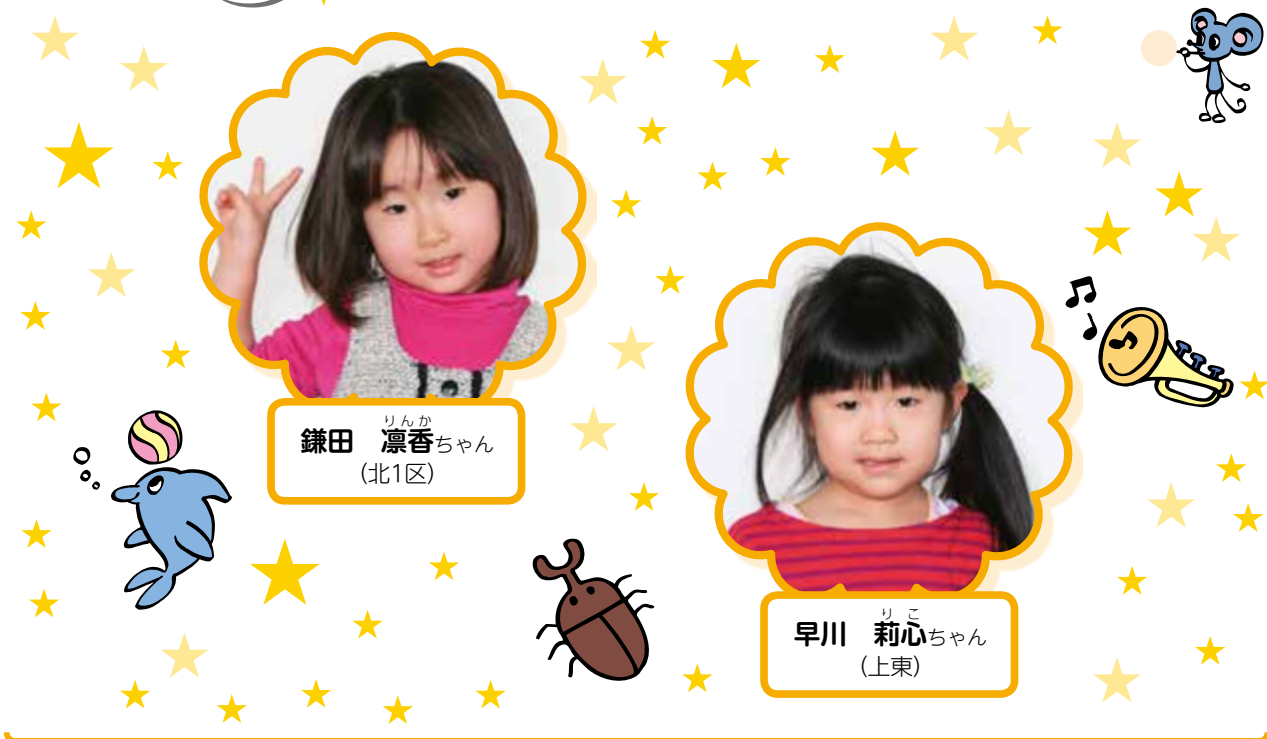 りんか
鎌田　凛香ちゃん
(北1区)
りこ
早川　莉心ちゃん
(上東)